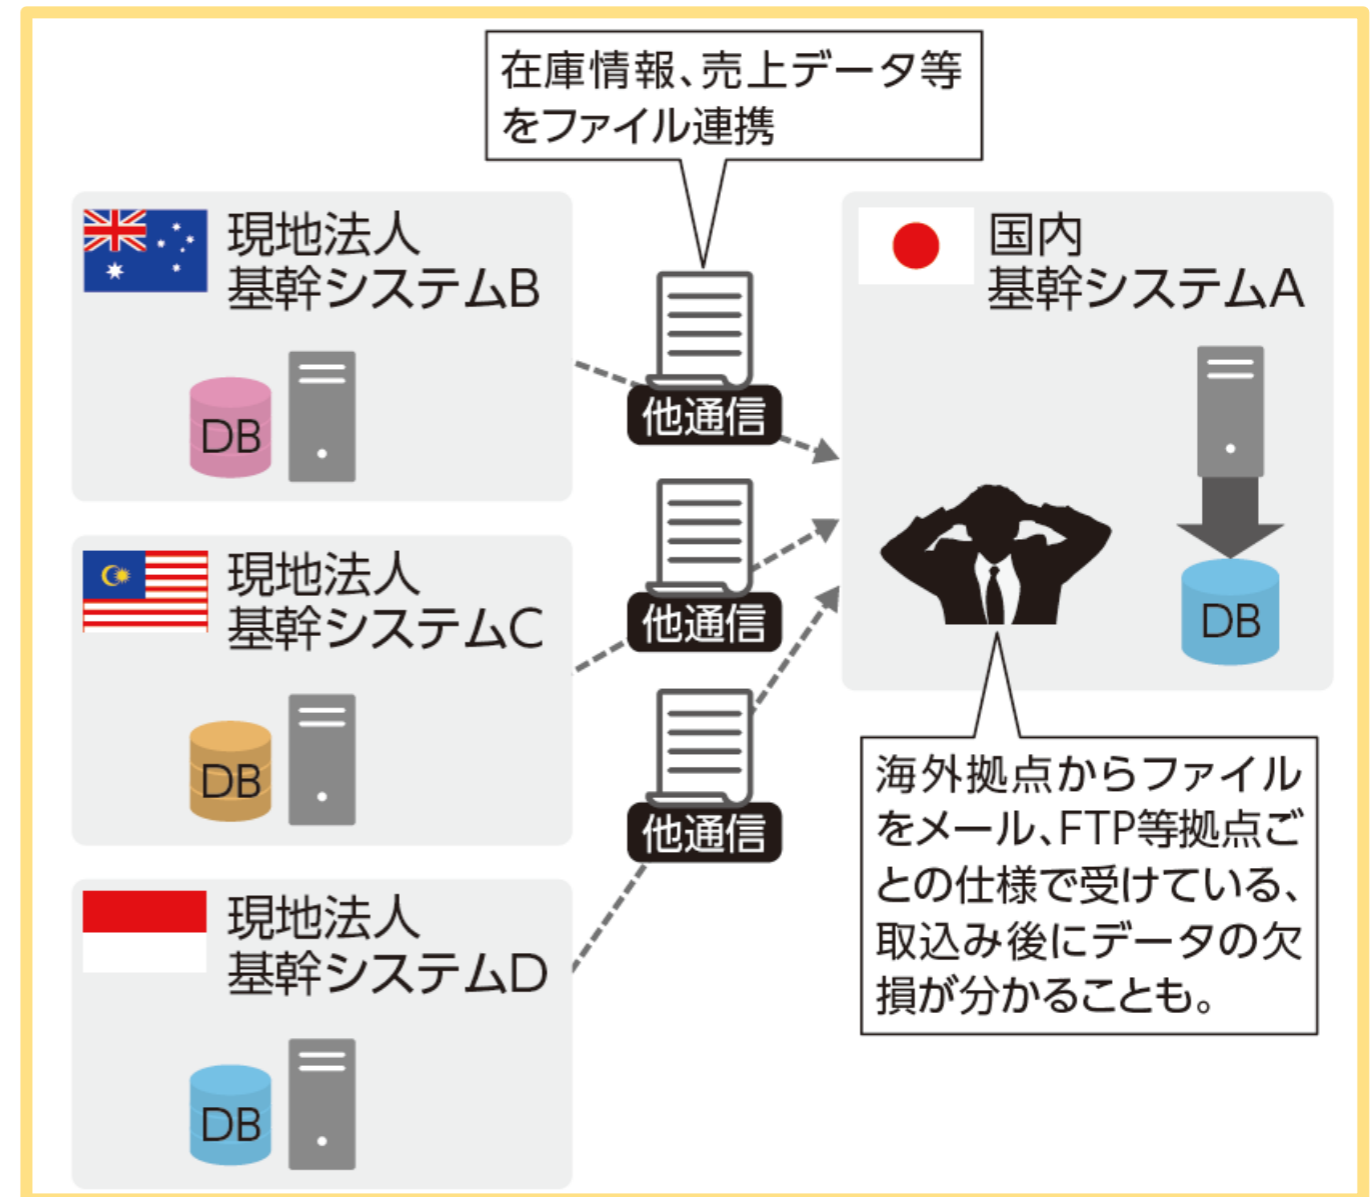 在庫情報、売上データ等
をファイル連携
現地法人
基幹システムB
DB
他通信
国内
基幹システムA
DB
現地法人
基幹システムC
DB
他通信
現地法人
基幹システムD
DB
他通信
海外拠点からファイル
をメール、FTP等拠点ご
との仕様で受けている、
取込み後にデータの欠
損が分かることも。